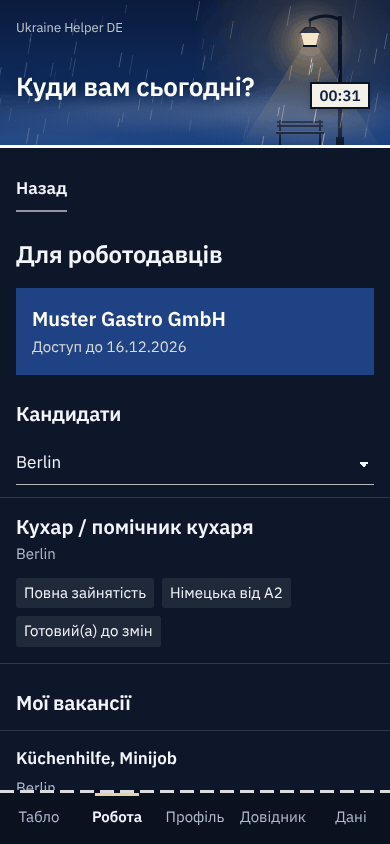 Ukraine Helper DE
Куди вам сьогодні?
00:31
Назад
Для роботодавців
Muster Gastro GmbH
Доступ до 16.12.2026
Кандидати
Berlin
Кухар / помічник кухаря
Berlin
Повна зайнятість
Німецька від A2
Готовий(а) до змін
Мої вакансії
Küchenhilfe, Minijob
Berlin
Табло
Робота
Профіль
Довідник
Дані